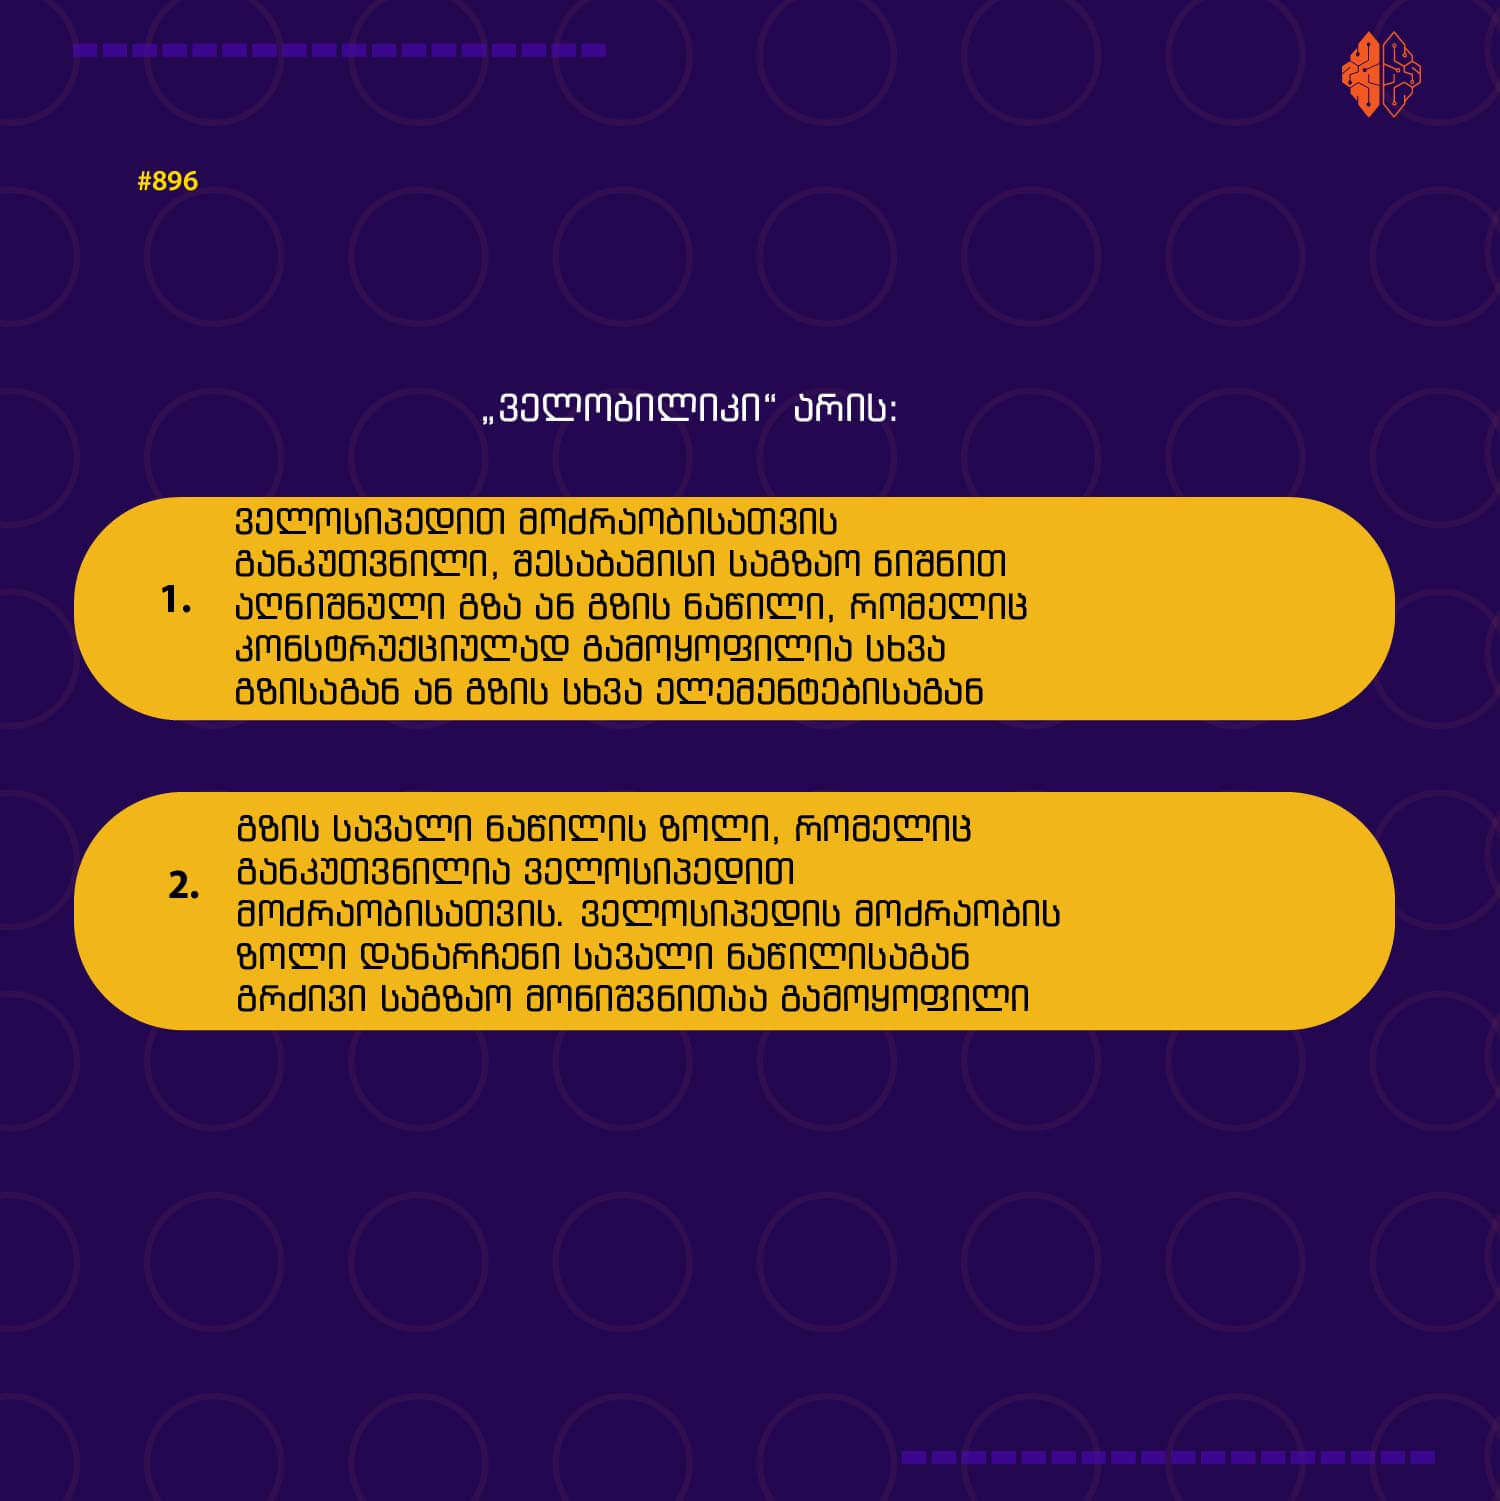 #896
„ველობილიკი“ არის:
1.
ველოსიპედით მოძრაობისათვის
განკუთვნილი, შესაბამისი საგზაო ნიშნით
აღნიშნული გზა ან გზის ნაწილი, რომელიც
კონსტრუქციულად გამოყოფილია სხვა
გზისაგან ან გზის სხვა ელემენტებისაგან
2.
გზის სავალი ნაწილის ზოლი, რომელიც
განკუთვნილია ველოსიპედით
მოძრაობისათვის. ველოსიპედის მოძრაობის
ზოლი დანარჩენი სავალი ნაწილისაგან
გრძივი საგზაო მონიშვნითაა გამოყოფილი